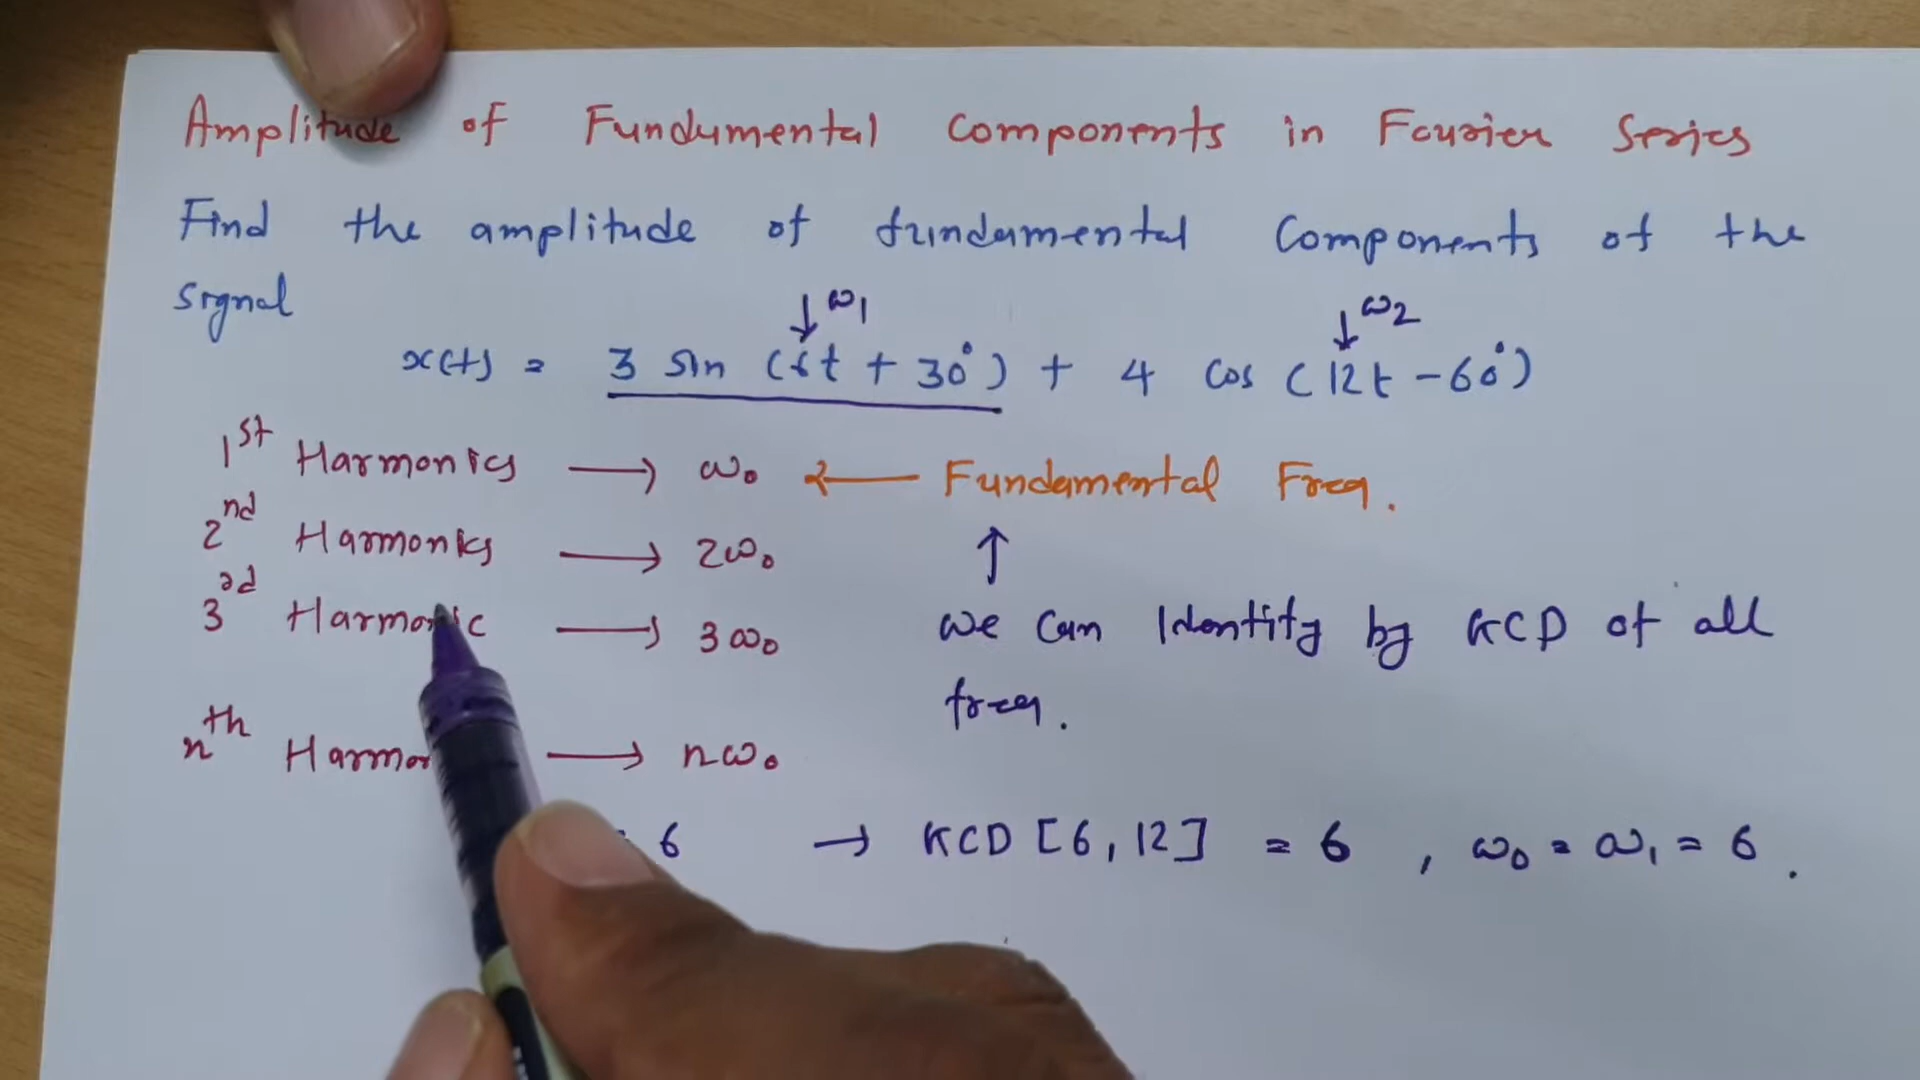 Amplitude of Fundumental Components in Fourier Series
Find the amplitude of fundamental Components of the
Signal
↓ω1 ↓ω2
x(t) = 3 sin (6t + 30°) + 4 cos (12t - 60°)
1st Harmonics → ω0 ← Fundamental Freq.
2nd Harmonics → 2ω0 ↑
3rd Harmonic → 3ω0 we can Identify by GCD of all
freq.
nth → nω0
6 → GCD [6, 12] = 6 , ω0 = ω1 = 6 .